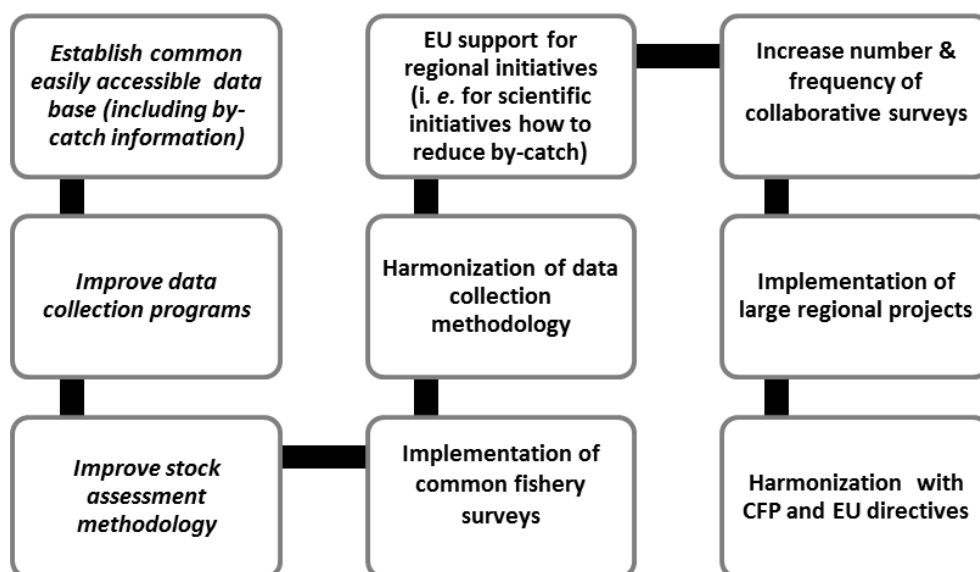 Establish common
easily accessible data
base (including by-
catch information)
Improve data
collection programs
Improve stock
assessment
methodology
Implementation of
common fishery
surveys
Harmonization of data
collection
methodology
EU support for
regional initiatives
(i. e. for scientific
initiatives how to
reduce by-catch)
Increase number &
frequency of
collaborative surveys
Implementation of
large regional projects
Harmonization with
CFP and EU directives